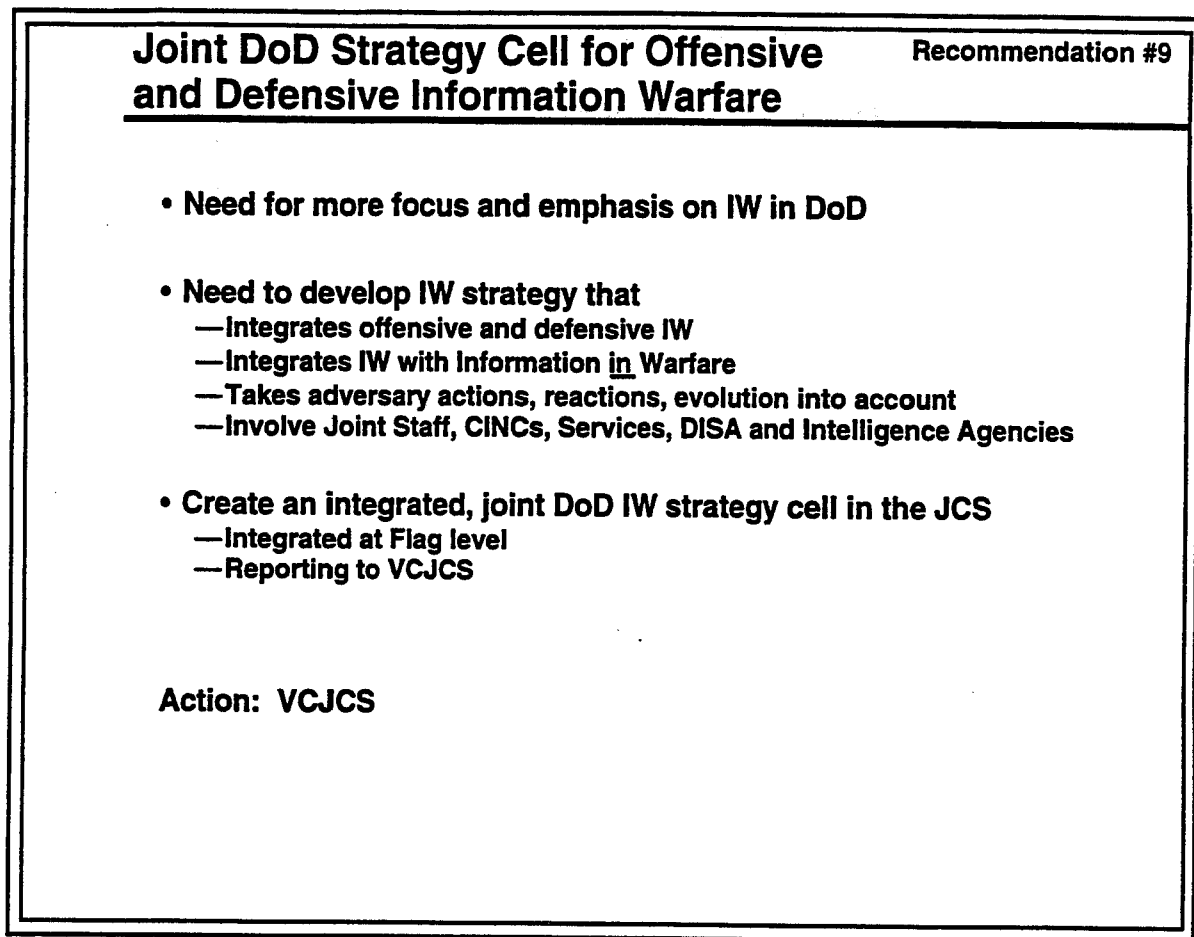 Joint DoD Strategy Cell for Offensive
and Defensive Information Warfare
Recommendation #9
• Need for more focus and emphasis on IW in DoD
• Need to develop IW strategy that
—Integrates offensive and defensive IW
—Integrates IW with Information in Warfare
—Takes adversary actions, reactions, evolution into account
—Involve Joint Staff, CINCs, Services, DISA and Intelligence Agencies
• Create an integrated, joint DoD IW strategy cell in the JCS
—Integrated at Flag level
—Reporting to VCJCS
Action: VCJCS